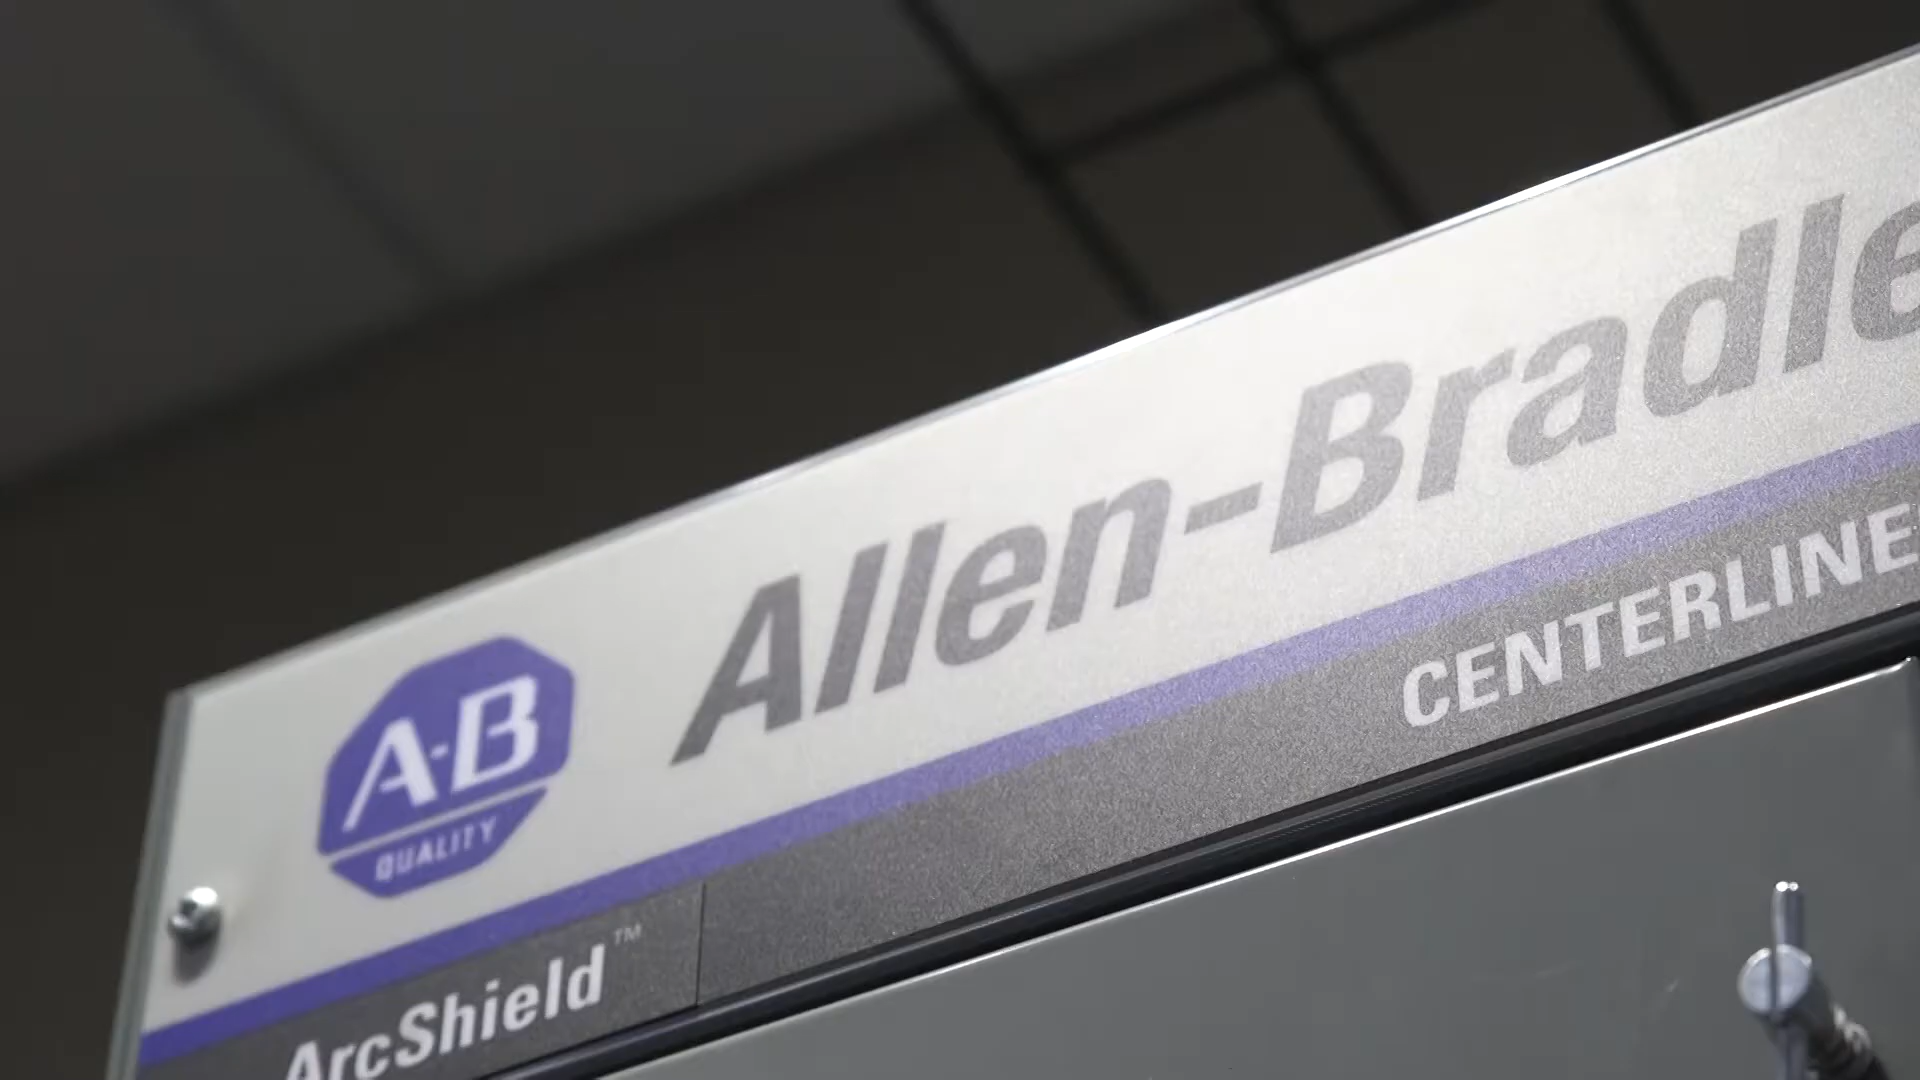 A-B
QUALITY
Allen-Bradle
CENTERLINE
ArcShield™